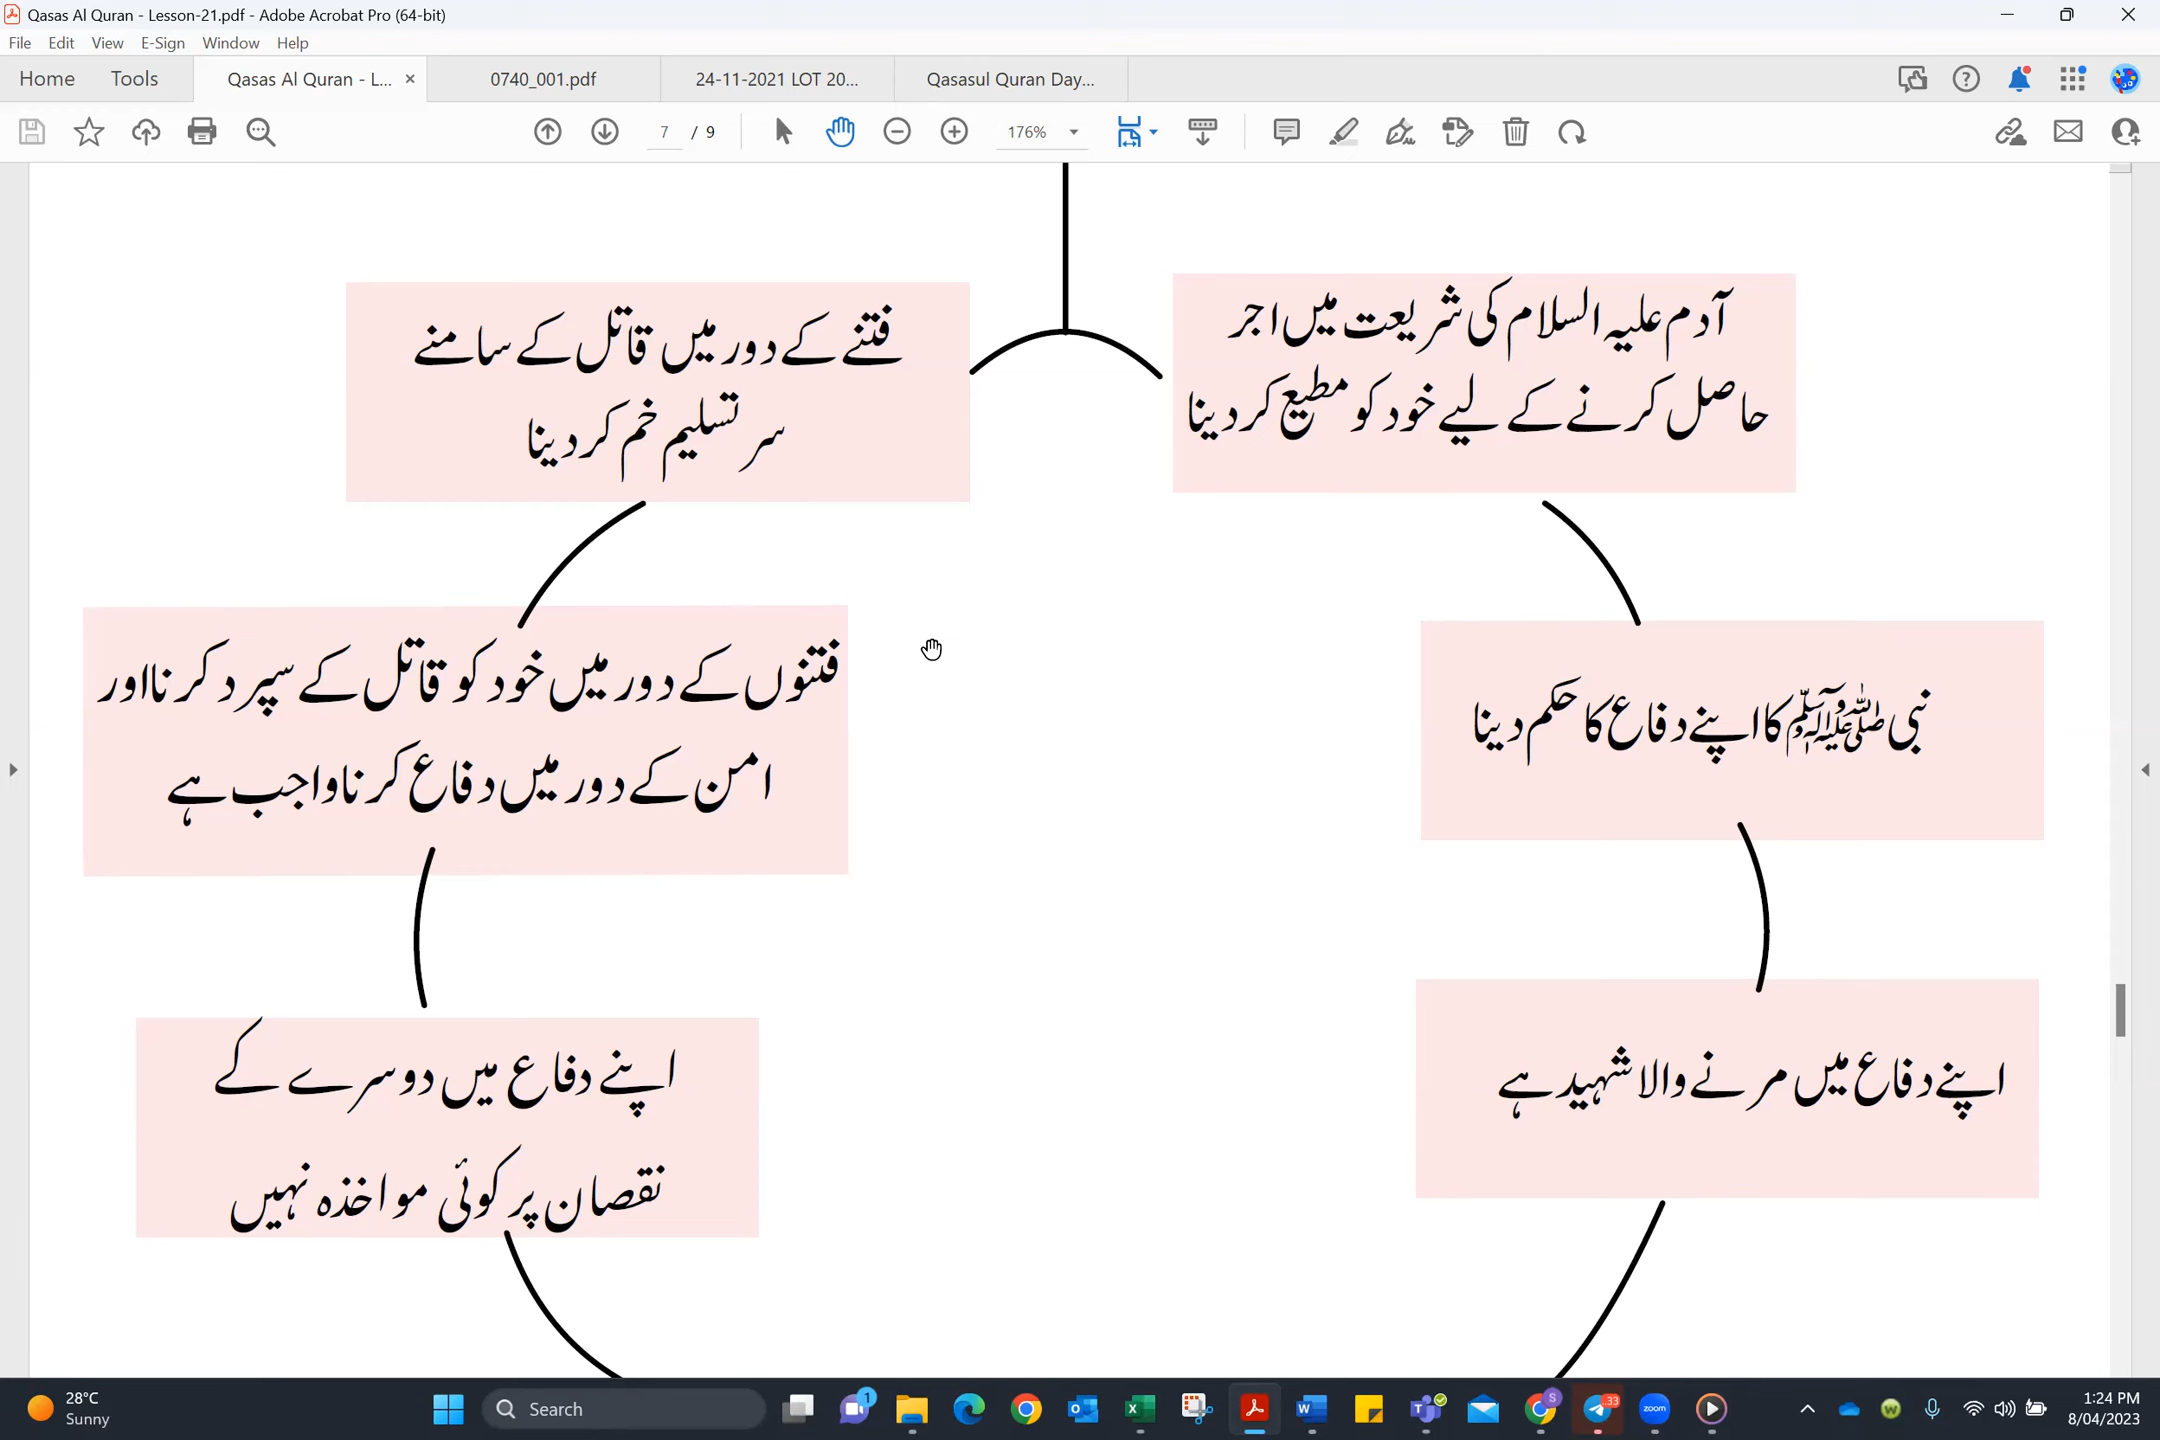 Qasas Al Quran - Lesson-21.pdf - Adobe Acrobat Pro (64-bit)
File Edit View E-Sign Window Help
Home Tools Qasas Al Quran - L... × 0740_001.pdf 24-11-2021 LOT 20... Qasasul Quran Day...
7 / 9 176%
آدم علیہ السلام کی شریعت میں اجر
حاصل کرنے کے لیے خود کو مطیع کر دینا
فتنے کے دور میں قاتل کے سامنے
سر تسلیم خم کر دینا
نبی ﷺ کا اپنے دفاع کا حکم دینا
فتنوں کے دور میں خود کو قاتل کے سپرد کرنا اور
امن کے دور میں دفاع کرنا واجب ہے
اپنے دفاع میں مرنے والا شہید ہے
اپنے دفاع میں دوسرے کے
نقصان پر کوئی مواخذہ نہیں
28°C
Sunny
Search
1
33
zoom
1:24 PM
8/04/2023